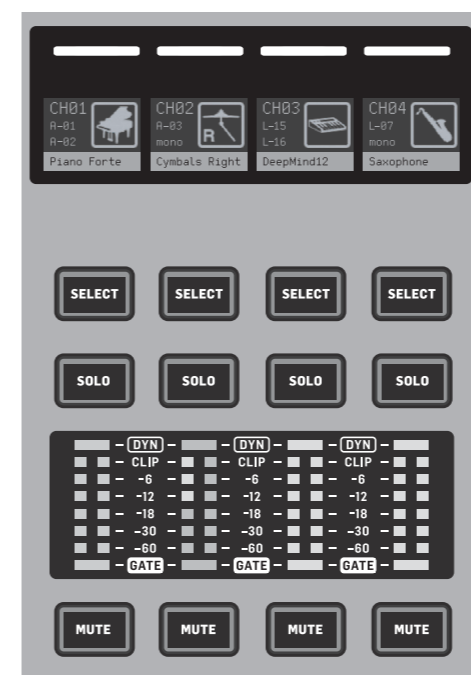 CH01 CH02 CH03 CH04
A-01 A-03 L-15 L-07
A-02 mono R L-16 mono
Piano Forte Cymbals Right DeepMind12 Saxophone
SELECT SELECT SELECT SELECT
SOLO SOLO SOLO SOLO
DYN DYN DYN
CLIP CLIP CLIP
-6 -6 -6
-12 -12 -12
-18 -18 -18
-30 -30 -30
-60 -60 -60
GATE GATE GATE
MUTE MUTE MUTE MUTE